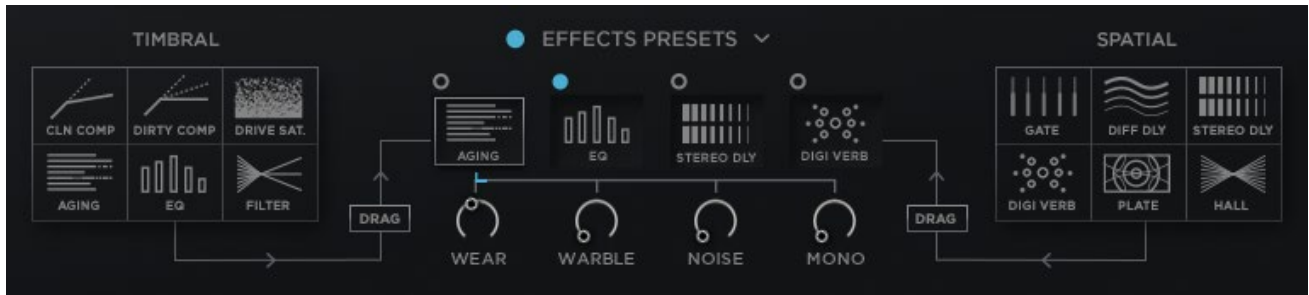 TIMBRAL
CLN COMP
DIRTY COMP
DRIVE SAT.
AGING
EQ
FILTER
DRAG
EFFECTS PRESETS
AGING
EQ
STEREO DLY
DIGI VERB
WEAR
WARBLE
NOISE
MONO
SPATIAL
GATE
DIFF DLY
STEREO DLY
DIGI VERB
PLATE
HALL
DRAG